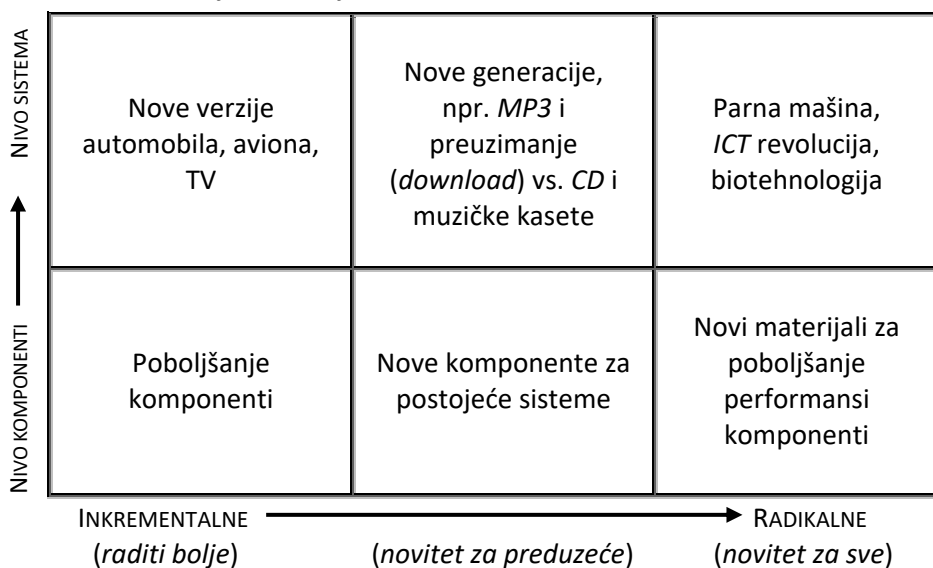 NIVO SISTEMA
Nove verzije
automobila, aviona,
TV
Nove generacije,
npr. MP3 i
preuzimanje
(download) vs. CD i
muzičke kasete
Parna mašina,
ICT revolucija,
biotehnologija
NIVO KOMPONENTI
Poboljšanje
komponenti
Nove komponente za
postojeće sisteme
Novi materijali za
poboljšanje
performansi
komponenti
INKREMENTALNE
RADIKALNE
(raditi bolje)
(novitet za preduzeće)
(novitet za sve)